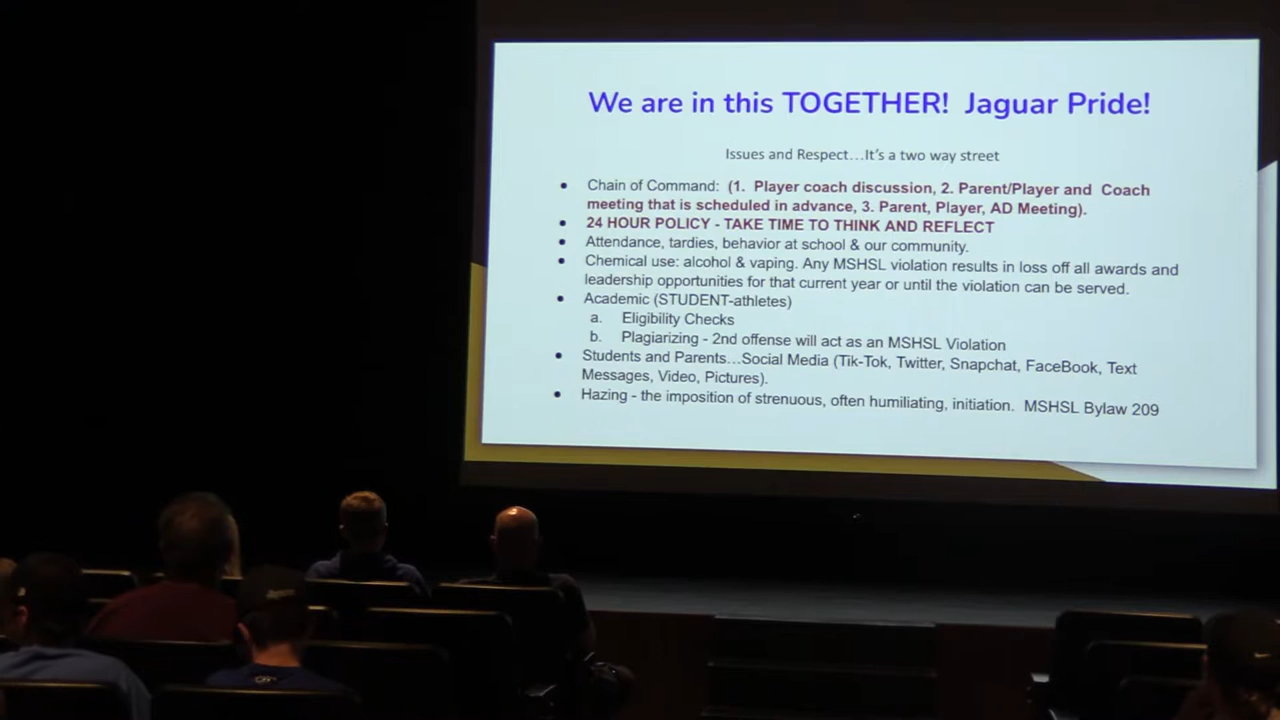 We are in this TOGETHER! Jaguar Pride!
Issues and Respect...It's a two way street
● Chain of Command: (1. Player coach discussion, 2. Parent/Player and Coach
meeting that is scheduled in advance, 3. Parent, Player, AD Meeting).
● 24 HOUR POLICY - TAKE TIME TO THINK AND REFLECT
● Attendance, tardies, behavior at school & our community.
● Chemical use: alcohol & vaping. Any MSHSL violation results in loss off all awards and
leadership opportunities for that current year or until the violation can be served.
● Academic (STUDENT-athletes)
a. Eligibility Checks
b. Plagiarizing - 2nd offense will act as an MSHSL Violation
● Students and Parents...Social Media (Tik-Tok, Twitter, Snapchat, FaceBook, Text
Messages, Video, Pictures).
● Hazing - the imposition of strenuous, often humiliating, initiation. MSHSL Bylaw 209